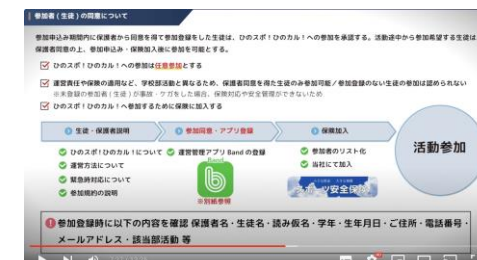 参加者(生徒)の同意について
参加申込み期間内に保護者から同意を得て参加登録をした生徒は、ひのスポ!ひのカル!への参加を承認する。活動途中から参加希望する生徒は
保護者同意の上、参加申込み・保険加入後に参加を可能とする。
ひのスポ!ひのカル!への参加は任意参加とする
運営責任や保険の適用など、学校部活動と異なるため、保護者同意を得た生徒のみ参加可能/参加登録のない生徒の参加は認められない
※未登録の参加者(生徒)が事故・ケガをした場合、保険対応や安全管理ができないため
ひのスポ!ひのカル!へ参加するために保険に加入する
生徒・保護者説明
参加同意・アプリ登録
保険加入
活動参加
ひのスポ!ひのカル!について
運営方法について
緊急時対応について
参加規約の説明
運営管理アプリ Band の登録
Band
※別紙参照
参加者のリスト化
当社にて加入
スポーツ安全保険
参加登録時に以下の内容を確認 保護者名・生徒名・読み仮名・学年・生年月日・ご住所・電話番号・
メールアドレス・該当部活動 等